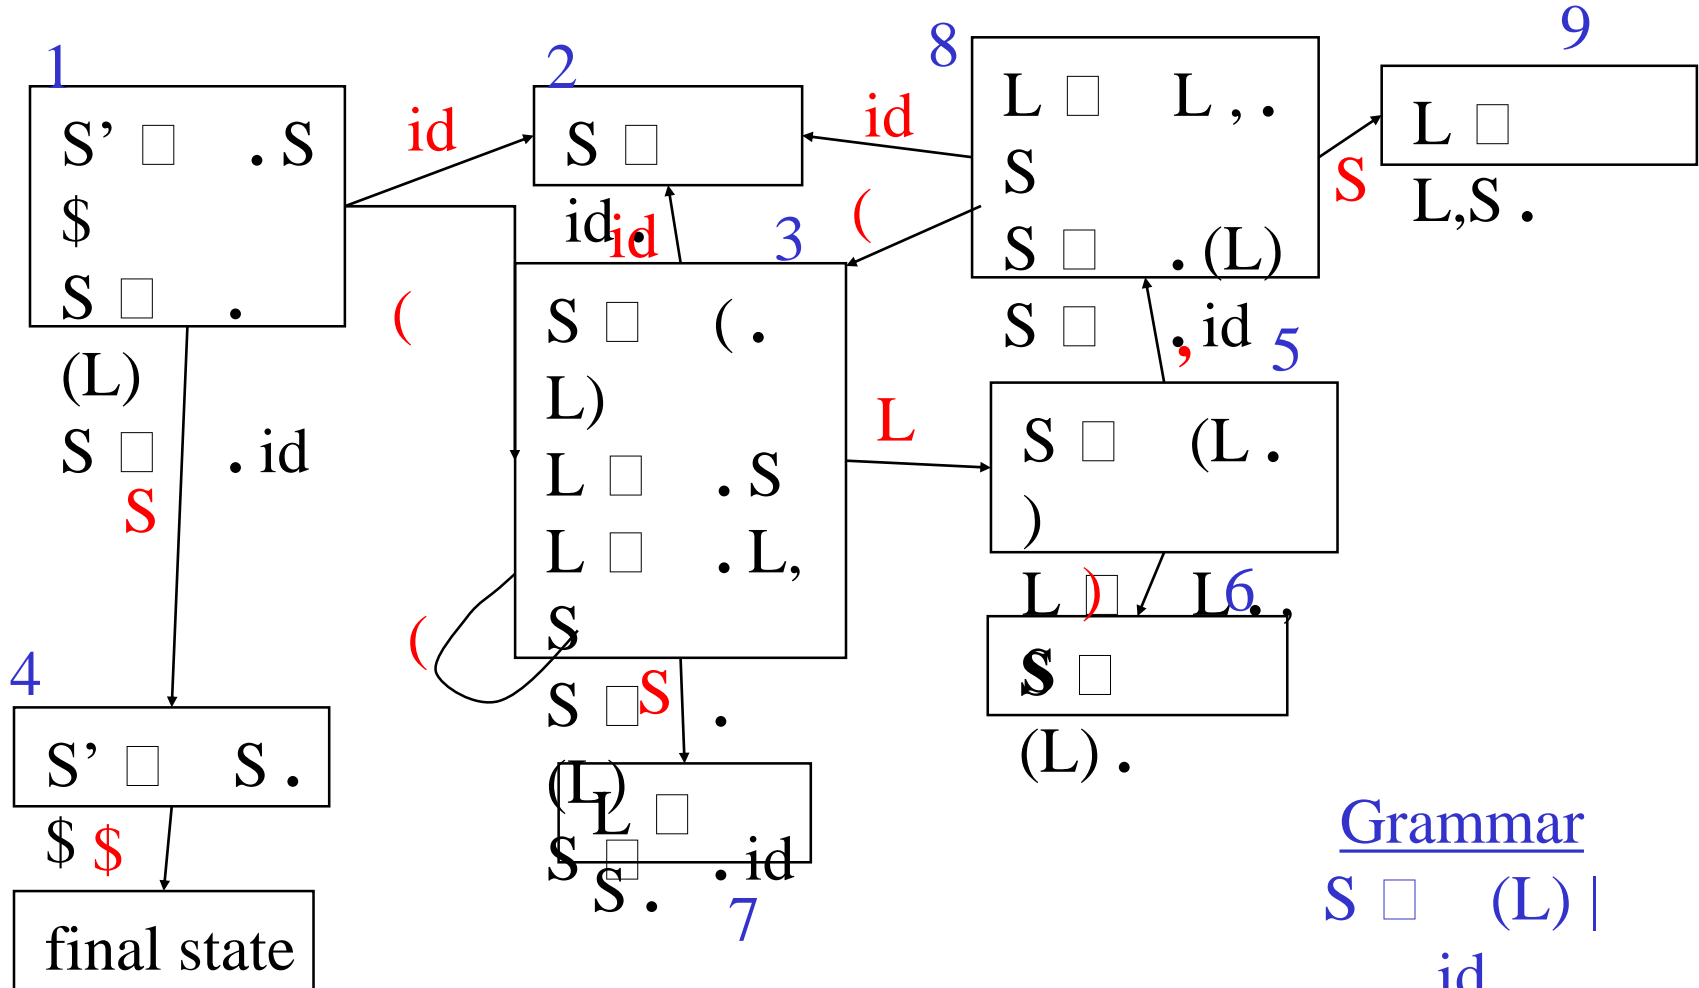 1
S’ □ . S
$
S □ .
(L)
S □ . id
id
2
S □
id .
id
8
L □ L , .
S
S □ . (L)
S □ . id
id
(
9
L □
L,S .
S
3
S □ ( .
L)
L □ . S
L □ . L,
S
S □ .
(L)
S □ . id
(
(
S
L
,
5
S □ (L .
)
L □ L . ,
S
)
6
S □
(L) .
S
4
S’ □ S .
$
$
final state
L □
S .
7
Grammar
S □ (L) |
id